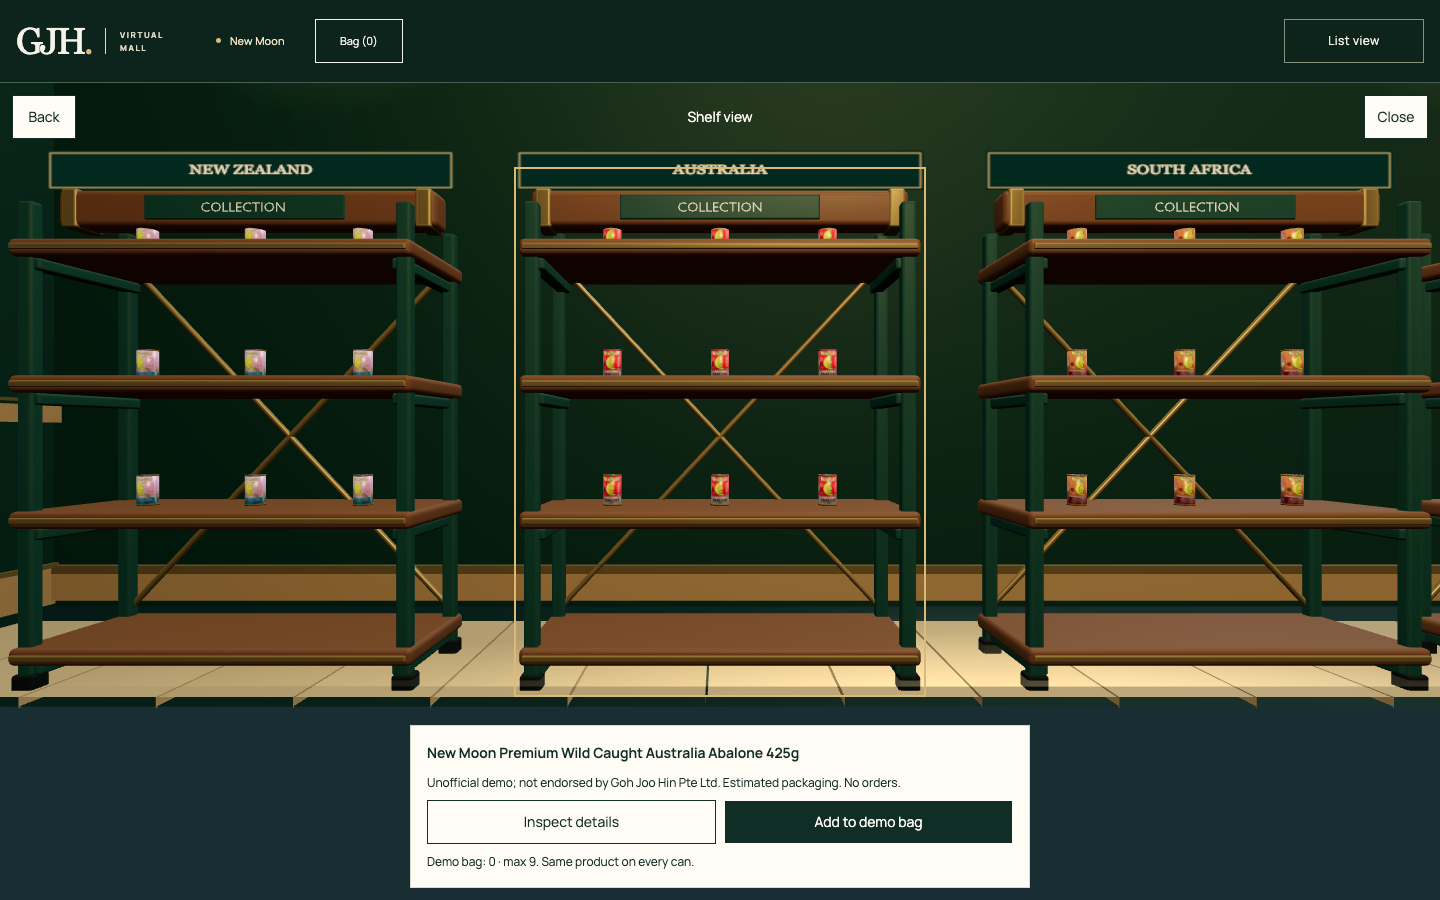 GJH.
VIRTUAL
MALL
New Moon
Bag (0)
List view
Back
Shelf view
Close
NEW ZEALAND
AUSTRALIA
SOUTH AFRICA
COLLECTION
COLLECTION
COLLECTION
New Moon Premium Wild Caught Australia Abalone 425g
Unofficial demo; not endorsed by Goh Joo Hin Pte Ltd. Estimated packaging. No orders.
Inspect details
Add to demo bag
Demo bag: 0 · max 9. Same product on every can.